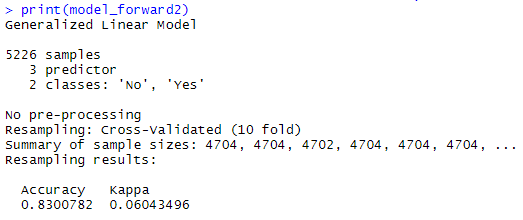 > print(model_forward2)
Generalized Linear Model

5226 samples
   3 predictor
   2 classes: 'No', 'Yes'

No pre-processing
Resampling: Cross-Validated (10 fold)
Summary of sample sizes: 4704, 4704, 4702, 4704, 4704, 4704, ...
Resampling results:

  Accuracy   Kappa
  0.8300782  0.06043496